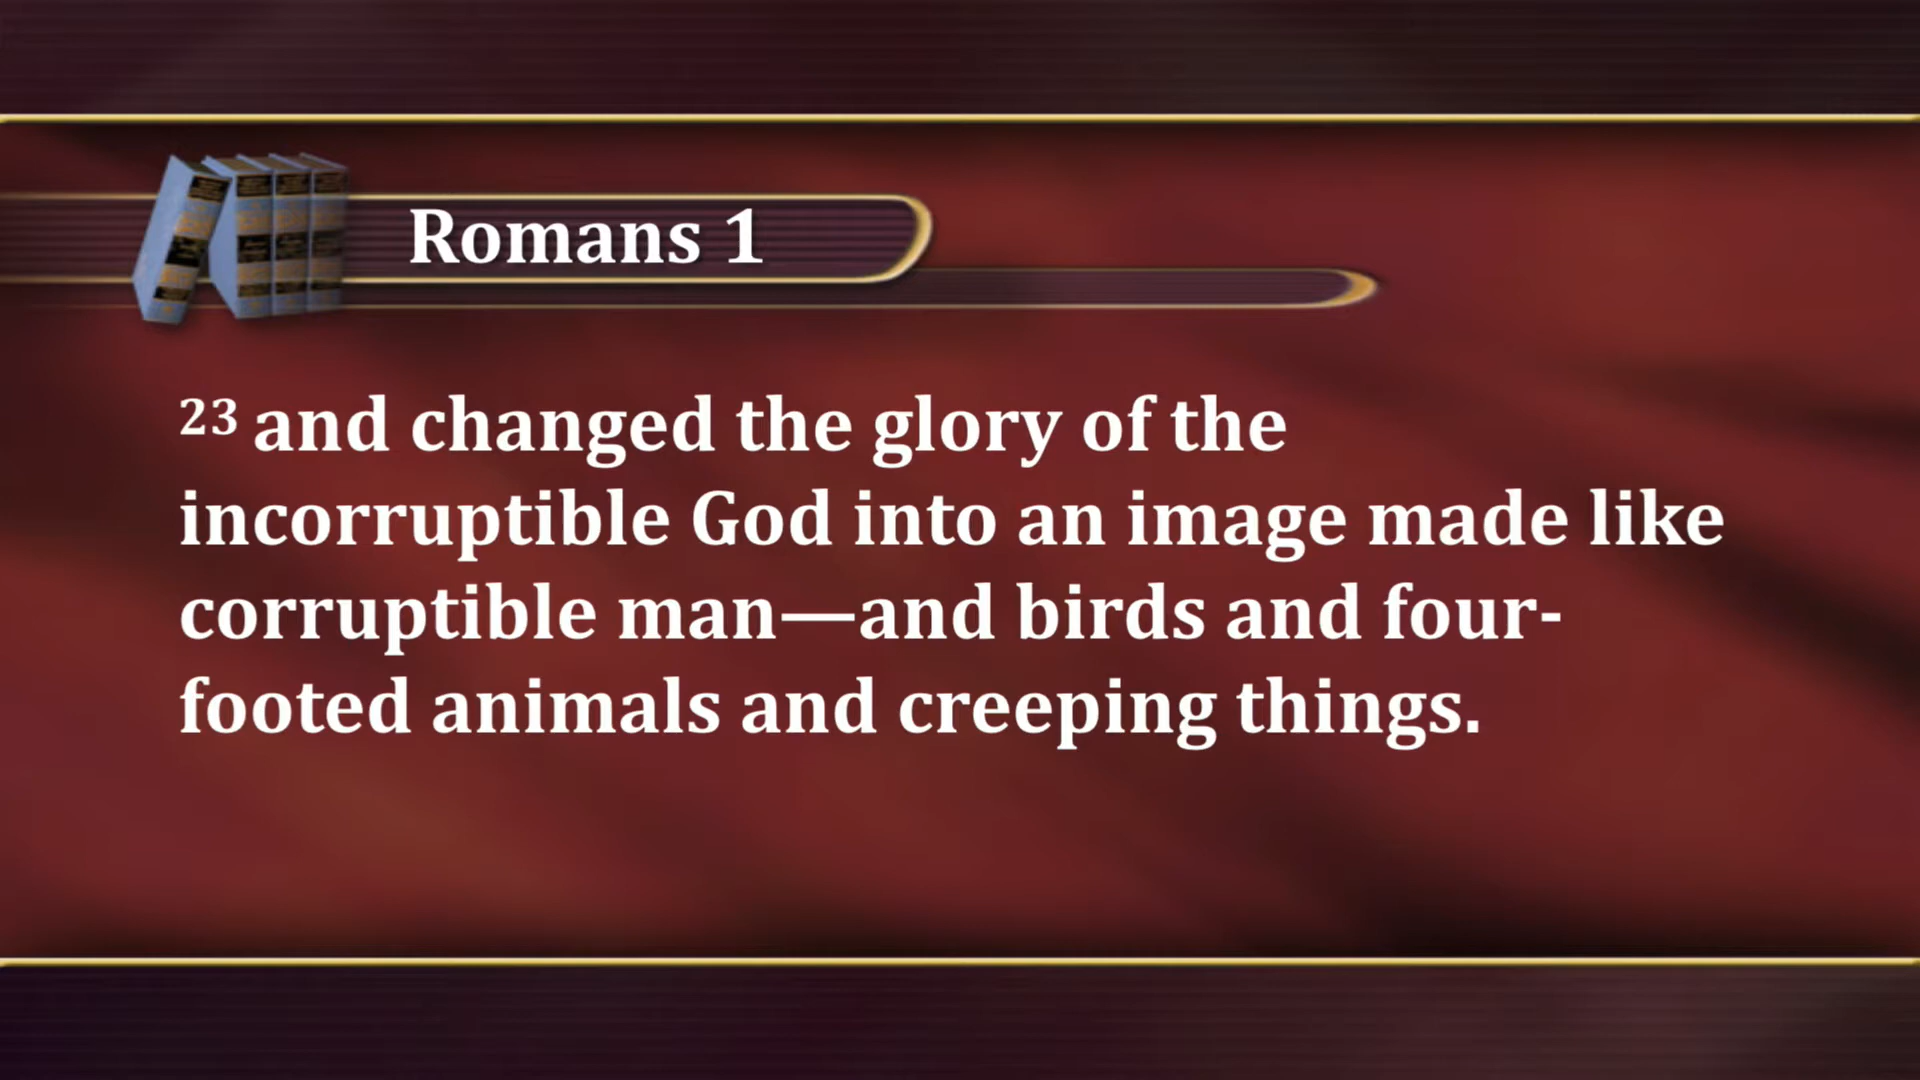 Romans 1
23 and changed the glory of the
incorruptible God into an image made like
corruptible man—and birds and four-
footed animals and creeping things.